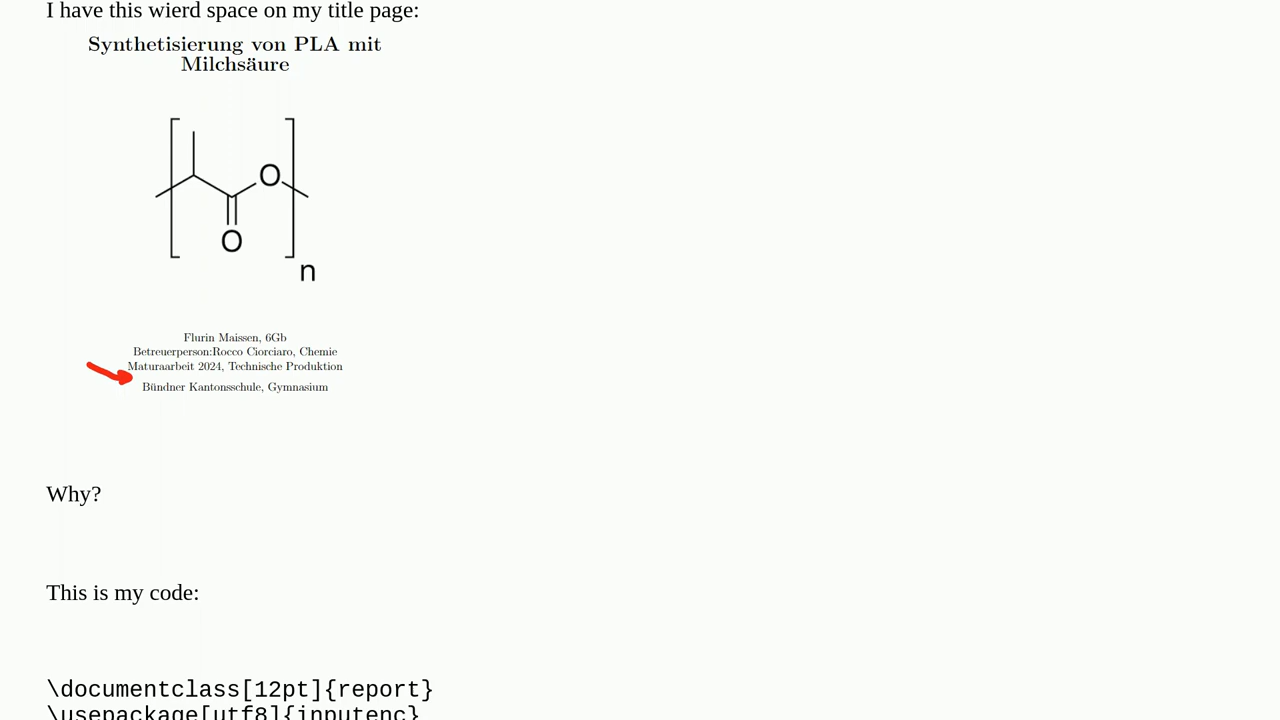 I have this wierd space on my title page:
Synthetisierung von PLA mit
Milchsäure
O
O
n
Flurin Maissen, 6Gb
Betreuerperson:Rocco Ciorciaro, Chemie
Maturaarbeit 2024, Technische Produktion
Bündner Kantonsschule, Gymnasium
Why?
This is my code:
\documentclass[12pt]{report}
\usepackage[utf8]{inputenc}